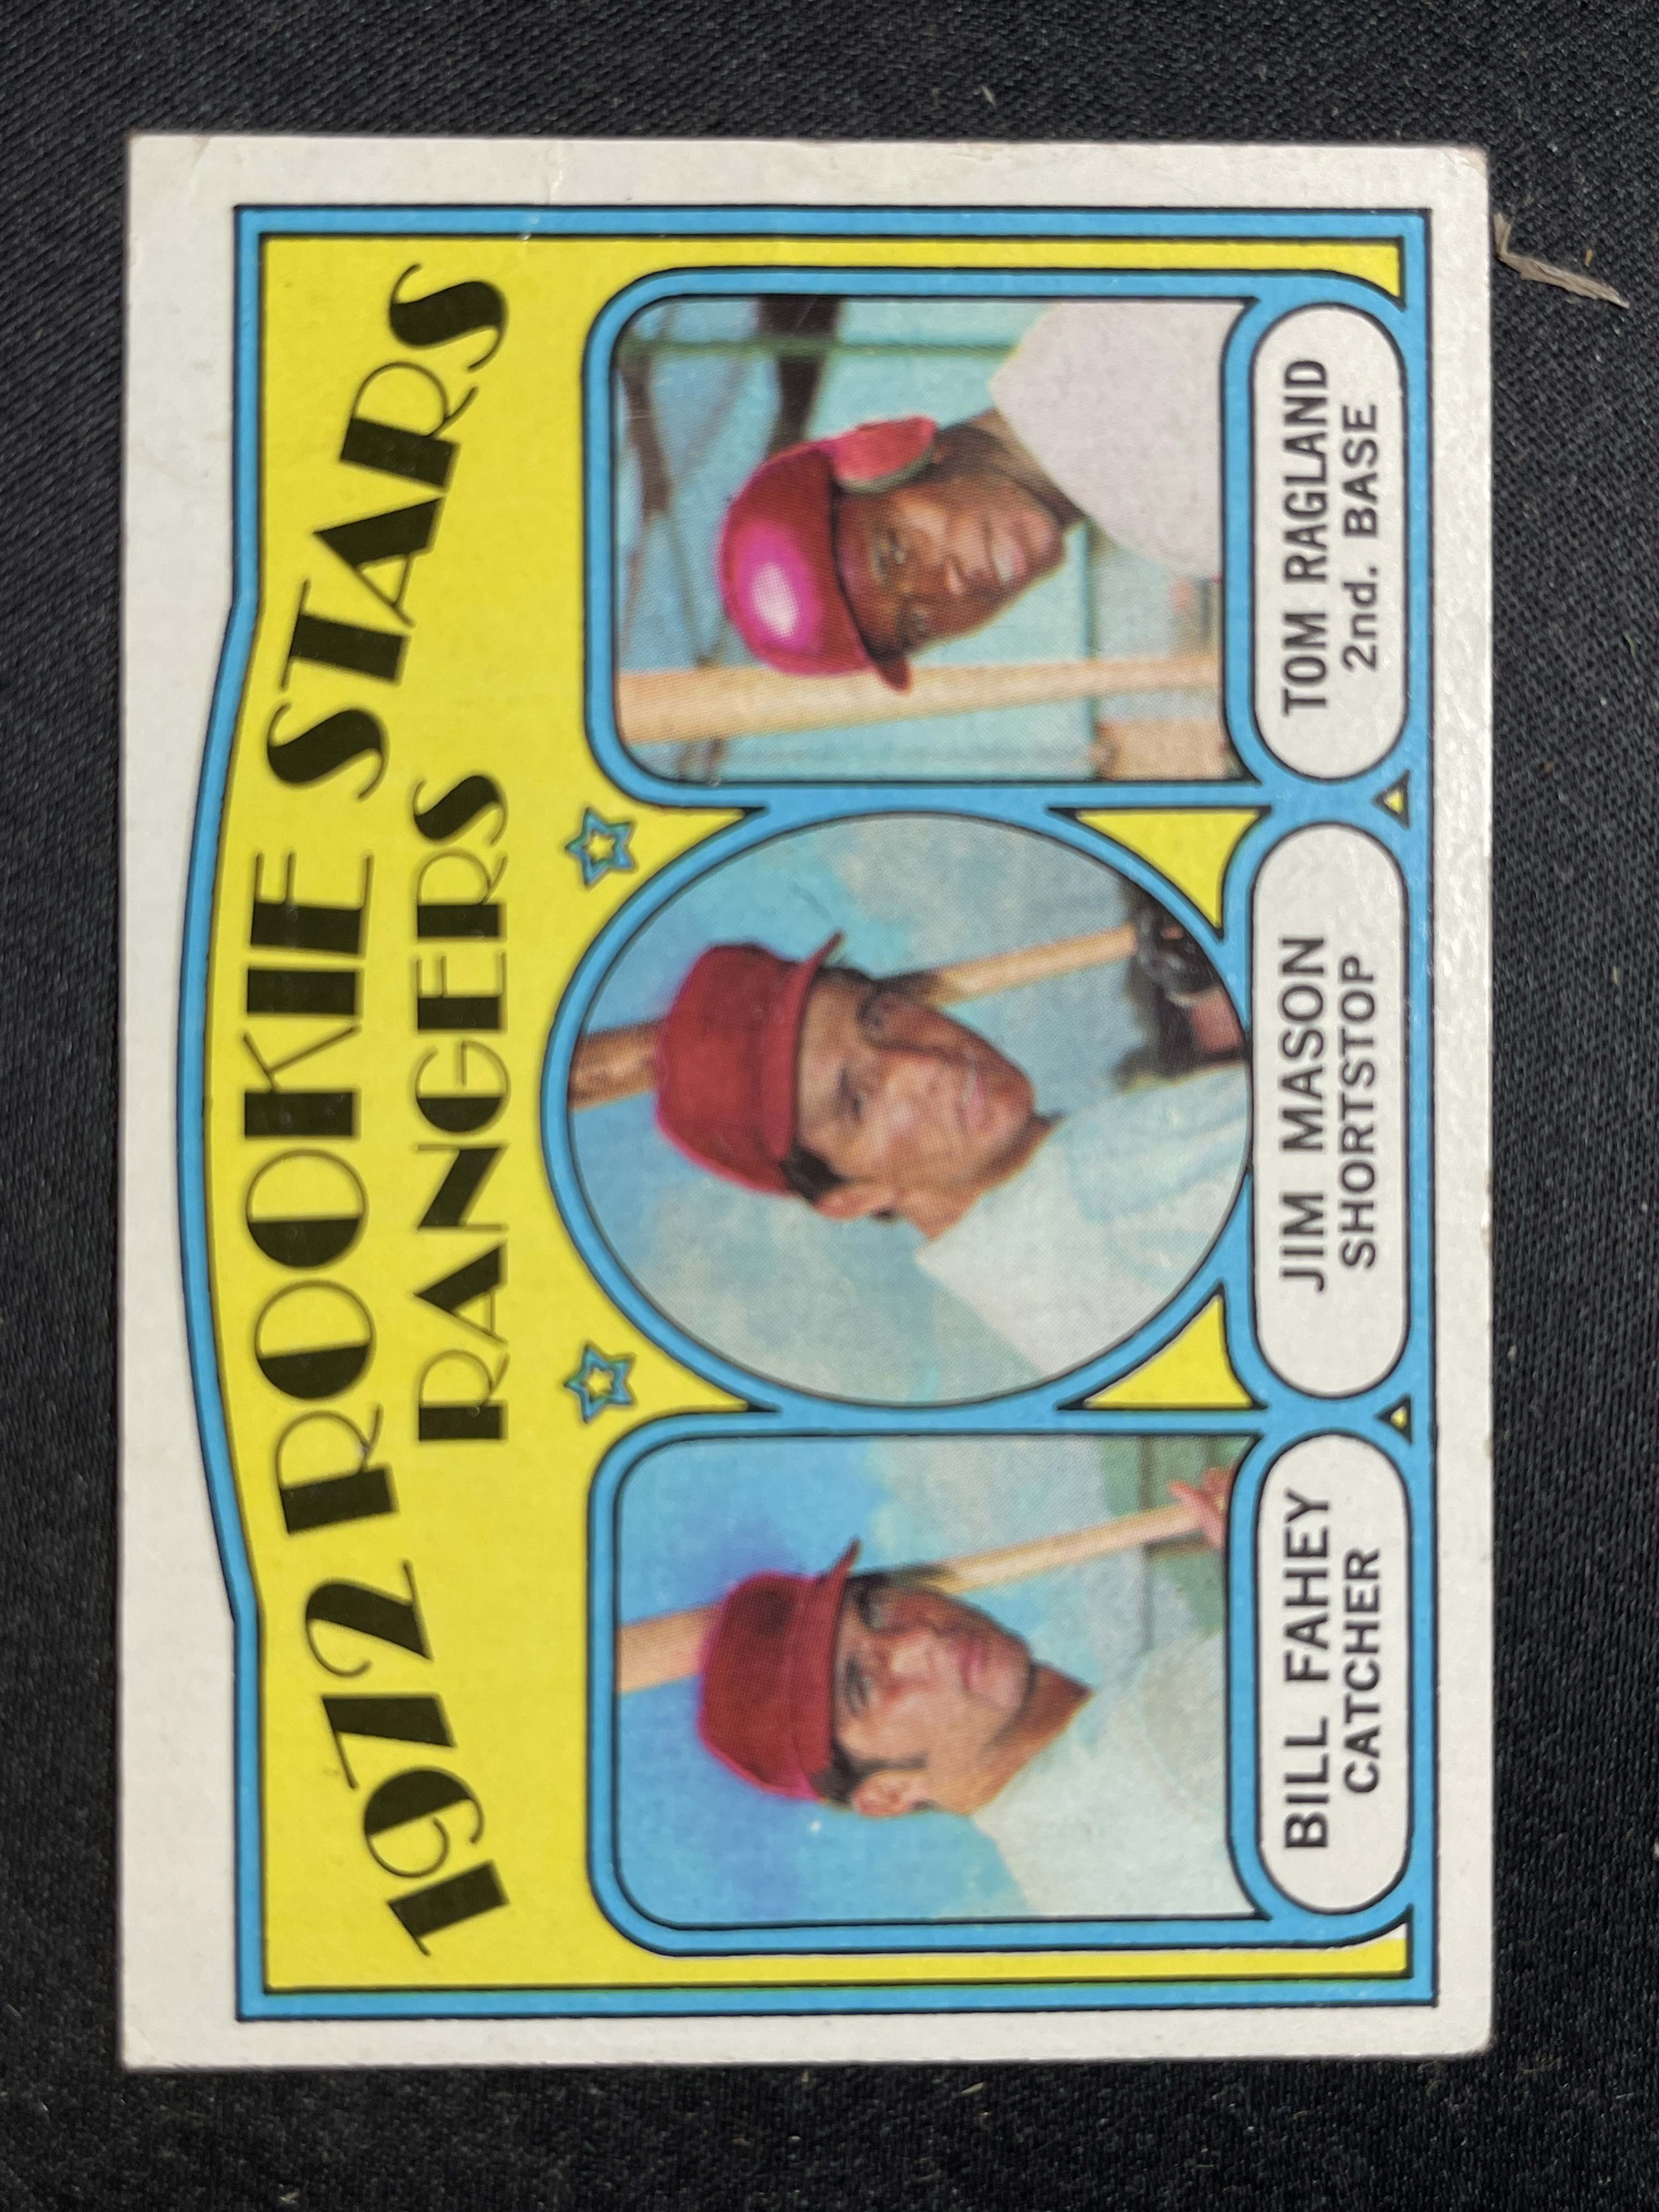 1972 ROOKIE STARS
RANGERS
BILL FAHEY
CATCHER
JIM MASON
SHORTSTOP
TOM RAGLAND
2nd. BASE